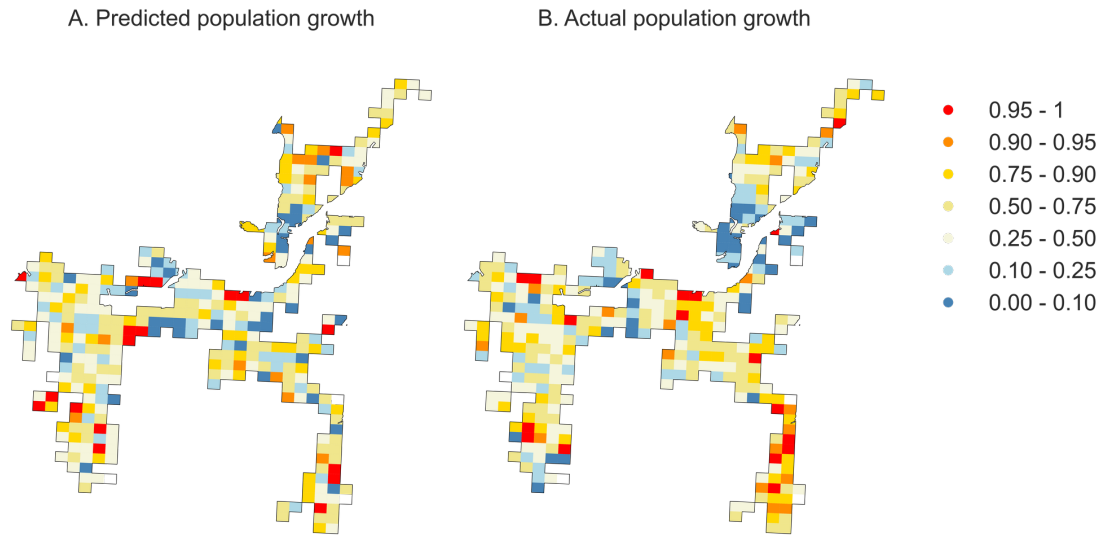 A. Predicted population growth
B. Actual population growth
0.95 - 1
0.90 - 0.95
0.75 - 0.90
0.50 - 0.75
0.25 - 0.50
0.10 - 0.25
0.00 - 0.10